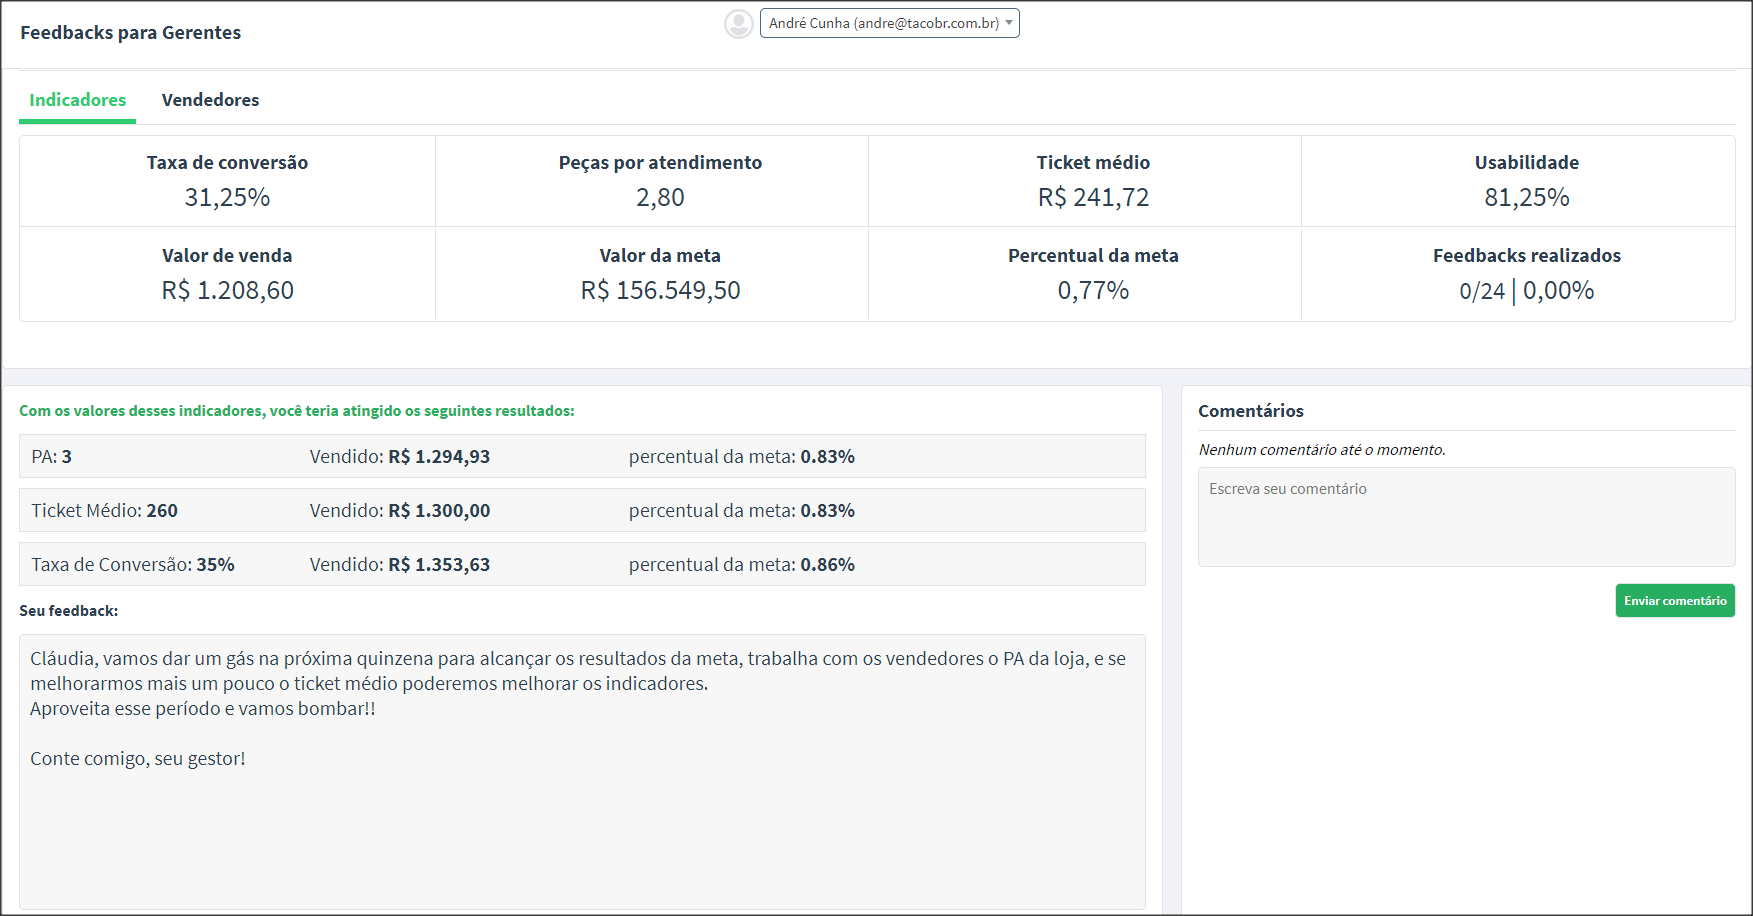 Feedbacks para Gerentes
André Cunha (andre@tacobr.com.br)
Indicadores
Vendedores
Taxa de conversão
31,25%
Peças por atendimento
2,80
Ticket médio
R$ 241,72
Usabilidade
81,25%
Valor de venda
R$ 1.208,60
Valor da meta
R$ 156.549,50
Percentual da meta
0,77%
Feedbacks realizados
0/24 | 0,00%
Com os valores desses indicadores, você teria atingido os seguintes resultados:
PA: 3 Vendido: R$ 1.294,93 percentual da meta: 0.83%
Ticket Médio: 260 Vendido: R$ 1.300,00 percentual da meta: 0.83%
Taxa de Conversão: 35% Vendido: R$ 1.353,63 percentual da meta: 0.86%
Seu feedback:
Cláudia, vamos dar um gás na próxima quinzena para alcançar os resultados da meta, trabalha com os vendedores o PA da loja, e se
melhorarmos mais um pouco o ticket médio poderemos melhorar os indicadores.
Aproveita esse período e vamos bombar!!
Conte comigo, seu gestor!
Comentários
Nenhum comentário até o momento.
Escreva seu comentário
Enviar comentário